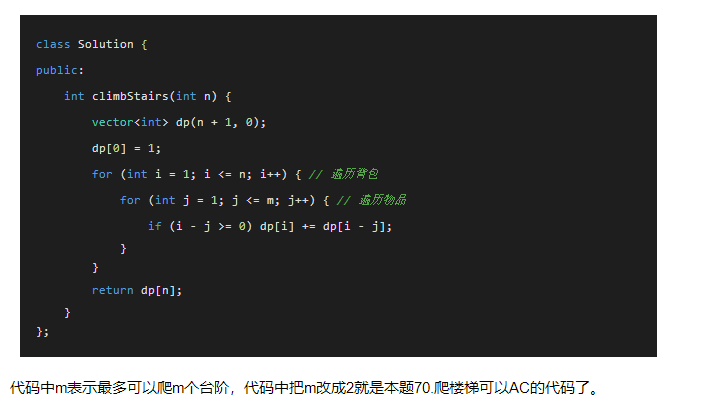 class Solution {
public:
    int climbStairs(int n) {
        vector<int> dp(n + 1, 0);
        dp[0] = 1;
        for (int i = 1; i <= n; i++) { // 遍历背包
            for (int j = 1; j <= m; j++) { // 遍历物品
                if (i - j >= 0) dp[i] += dp[i - j];
            }
        }
        return dp[n];
    }
};
代码中m表示最多可以爬m个台阶，代码中把m改成2就是本题70.爬楼梯可以AC的代码了。